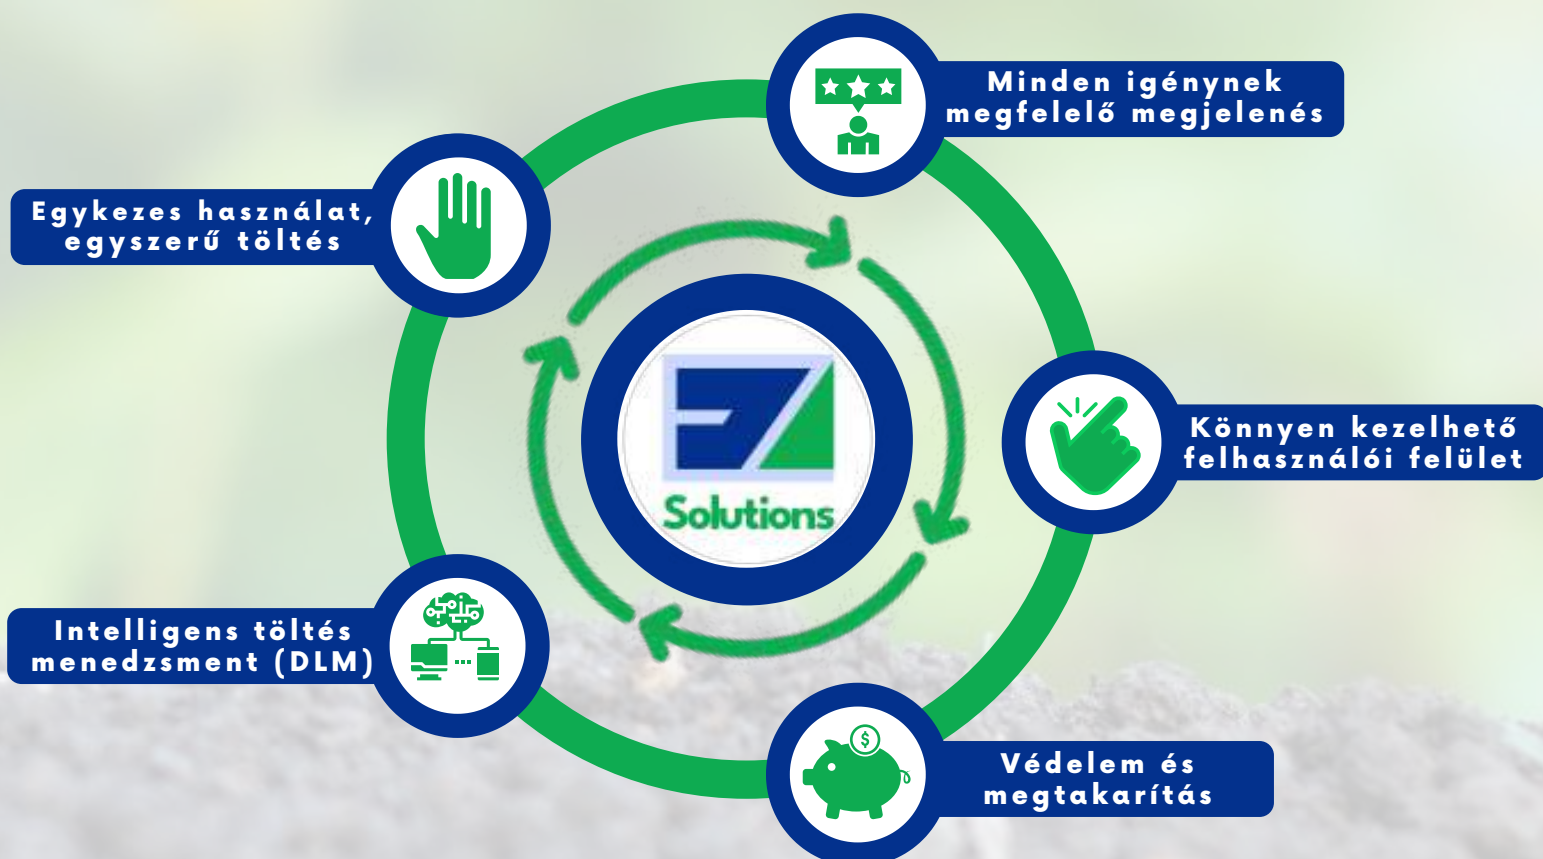 Minden igénynek
megfelelő megjelenés
Egykezes használat,
egyszerű töltés
EZ
Solutions
Könnyen kezelhető
felhasználói felület
Intelligens töltés
menedzsment (DLM)
Védelem és
megtakarítás
$